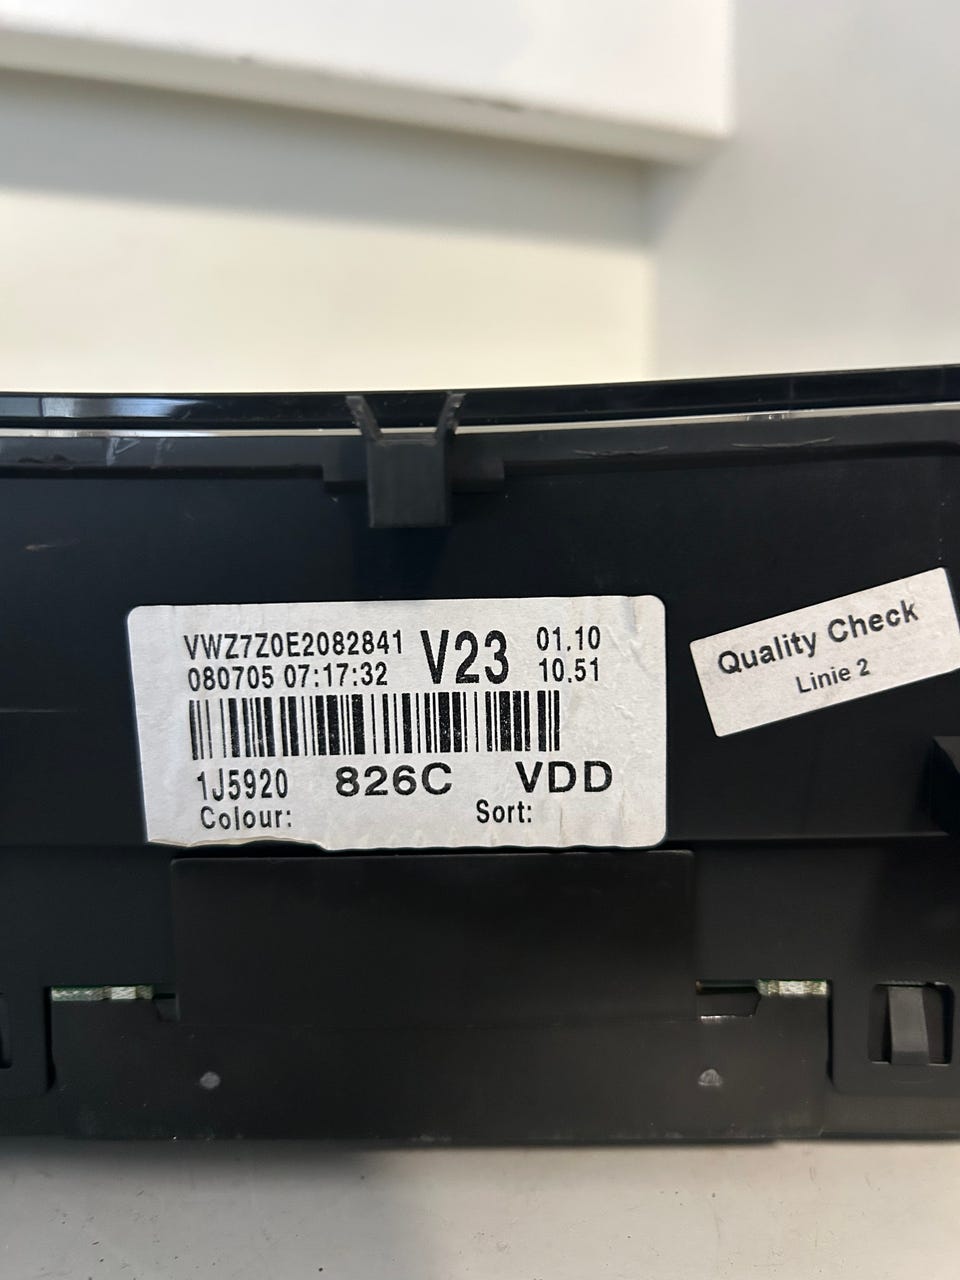 VWZ7Z0E2082841 V23 01.10
080705 07:17:32 10.51
1J5920 826C VDD
Colour: Sort:
Quality Check
Linie 2